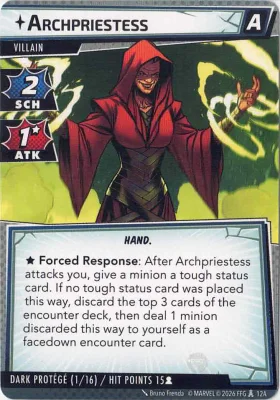 ARCHPRIESTESS
A
VILLAIN
2
SCH
1★
ATK
HAND.
★ Forced Response: After Archpriestess
attacks you, give a minion a tough status
card. If no tough status card was placed
this way, discard the top 3 cards of the
encounter deck, then deal 1 minion
discarded this way to yourself as a
facedown encounter card.
DARK PROTÉGÉ (1/16) / HIT POINTS 15
Bruno Frenda © MARVEL © 2026 FFG 12A